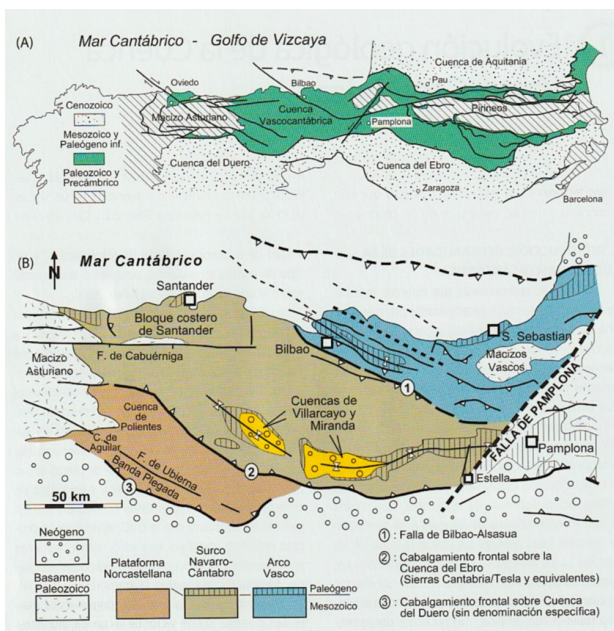 (A)
Mar Cantábrico - Golfo de Vizcaya
Cuenca de Aquitania
Oviedo
Bilbao
Pau
Cenozoico
Macizo Asturiano
Cuenca
Vascocantábrica
Pirineos
Pamplona
Mesozoico y
Paleógeno inf.
Cuenca del Duero
Cuenca del Ebro
Paleozoico y
Precámbrico
Zaragoza
Barcelona
(B)
Mar Cantábrico
N
Santander
Bloque costero
de Santander
S. Sebastian
Bilbao
Macizo
Asturiano
F. de Cabuérniga
Macizos
Vascos
1
FALLA DE PAMPLONA
Cuencas de
Villarcayo y
Miranda
Cuenca
de
Polientes
C. de
Aguilar
F. de Ubierna
Banda Plegada
Pamplona
2
Estella
3
50 km
Neógeno
Basamento
Paleozoico
Plataforma
Norcastellana
Surco
Navarro-
Cántabro
Arco
Vasco
Paleógeno
Mesozoico
1 : Falla de Bilbao-Alsasua
2 : Cabalgamiento frontal sobre la
Cuenca del Ebro
(Sierras Cantabria/Tesla y equivalentes)
3 : Cabalgamiento frontal sobre Cuenca
del Duero (sin denominación específica)